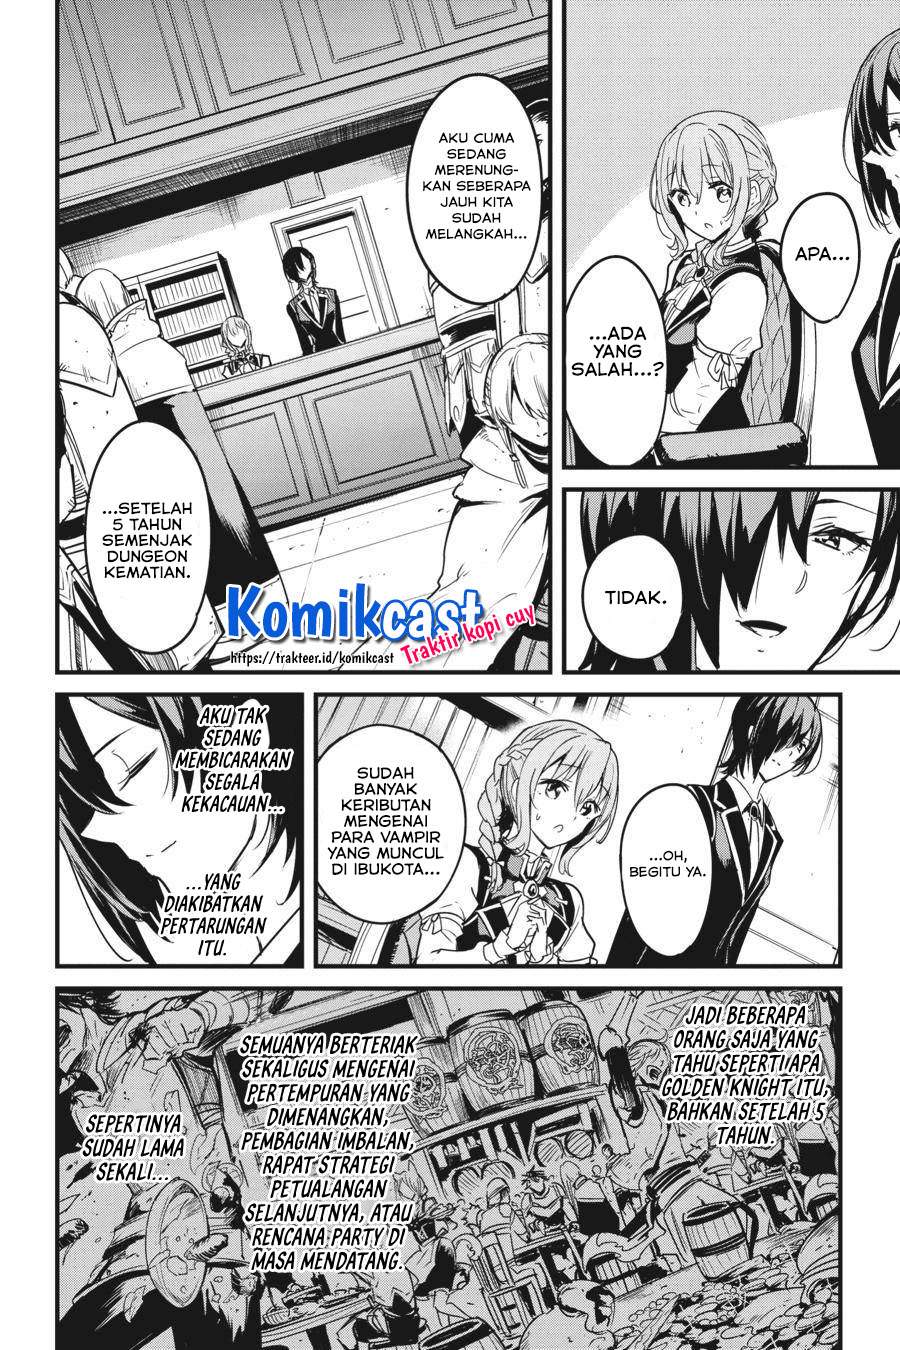 APA...
...ADA
YANG
SALAH...?
AKU CUMA
SEDANG
MERENUNG-
KAN SEBERAPA
JAUH KITA
SUDAH
MELANGKAH...
...SETELAH
5 TAHUN
SEMENJAK
DUNGEON
KEMATIAN.
TIDAK.
Komikcast
Traktir kopi cuy
https://trakteer.id/komikcast
...OH,
BEGITU YA.
SUDAH
BANYAK
KERIBUTAN
MENGENAI
PARA VAMPIR
YANG MUNCUL
DI IBUKOTA...
AKU TAK
SEDANG
MEMBICARAKAN
SEGALA
KEKACAUAN...
...YANG
DIAKIBATKAN
PERTARUNGAN
ITU.
JADI BEBERAPA
ORANG SAJA YANG
TAHU SEPERTI APA
GOLDEN KNIGHT ITU,
BAHKAN SETELAH 5
TAHUN.
SEMUANYA BERTERIAK
SEKALIGUS MENGENAI
PERTEMPURAN YANG
DIMENANGKAN,
PEMBAGIAN IMBALAN,
RAPAT STRATEGI
PETUALANGAN
SELANJUTNYA, ATAU
RENCANA PARTY DI
MASA MENDATANG.
SEPERTINYA
SUDAH LAMA
SEKALI...